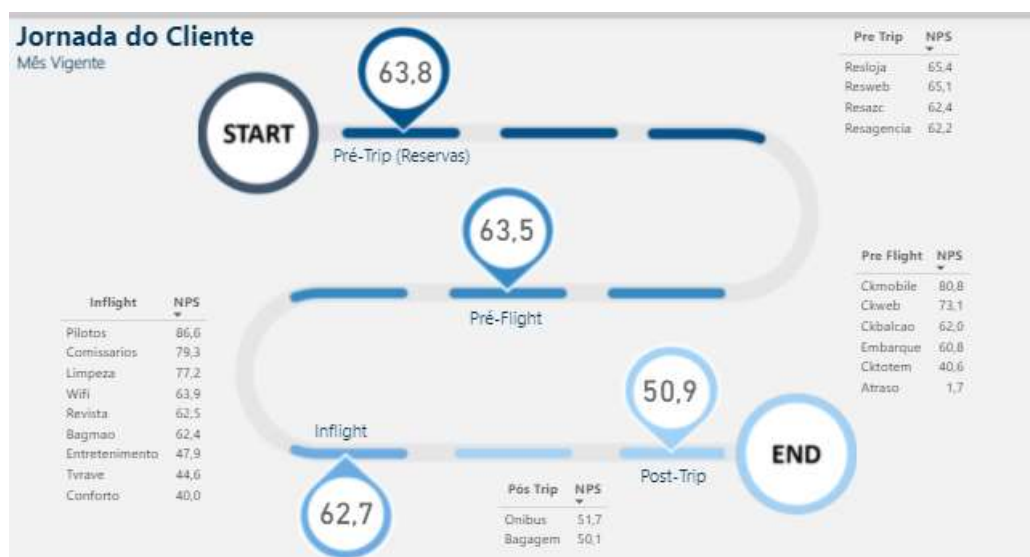 Jornada do Cliente
Mês Vigente
63,8
START
Pré-Trip (Reservas)
Pre Trip NPS
Resloja 65,4
Resweb 65,1
Resazc 62,4
Resagencia 62,2
63,5
Pré-Flight
Pre Flight NPS
Ckmobile 80,8
Ckweb 73,1
Ckbalcao 62,0
Embarque 60,8
Cktotem 40,6
Atraso 1,7
Inflight NPS
Pilotos 86,6
Comissarios 79,3
Limpeza 77,2
Wifi 63,9
Revista 62,5
Bagmao 62,4
Entretenimento 47,9
Tvrave 44,6
Conforto 40,0
Inflight
62,7
50,9
Post-Trip
END
Pós Trip NPS
Onibus 51,7
Bagagem 50,1